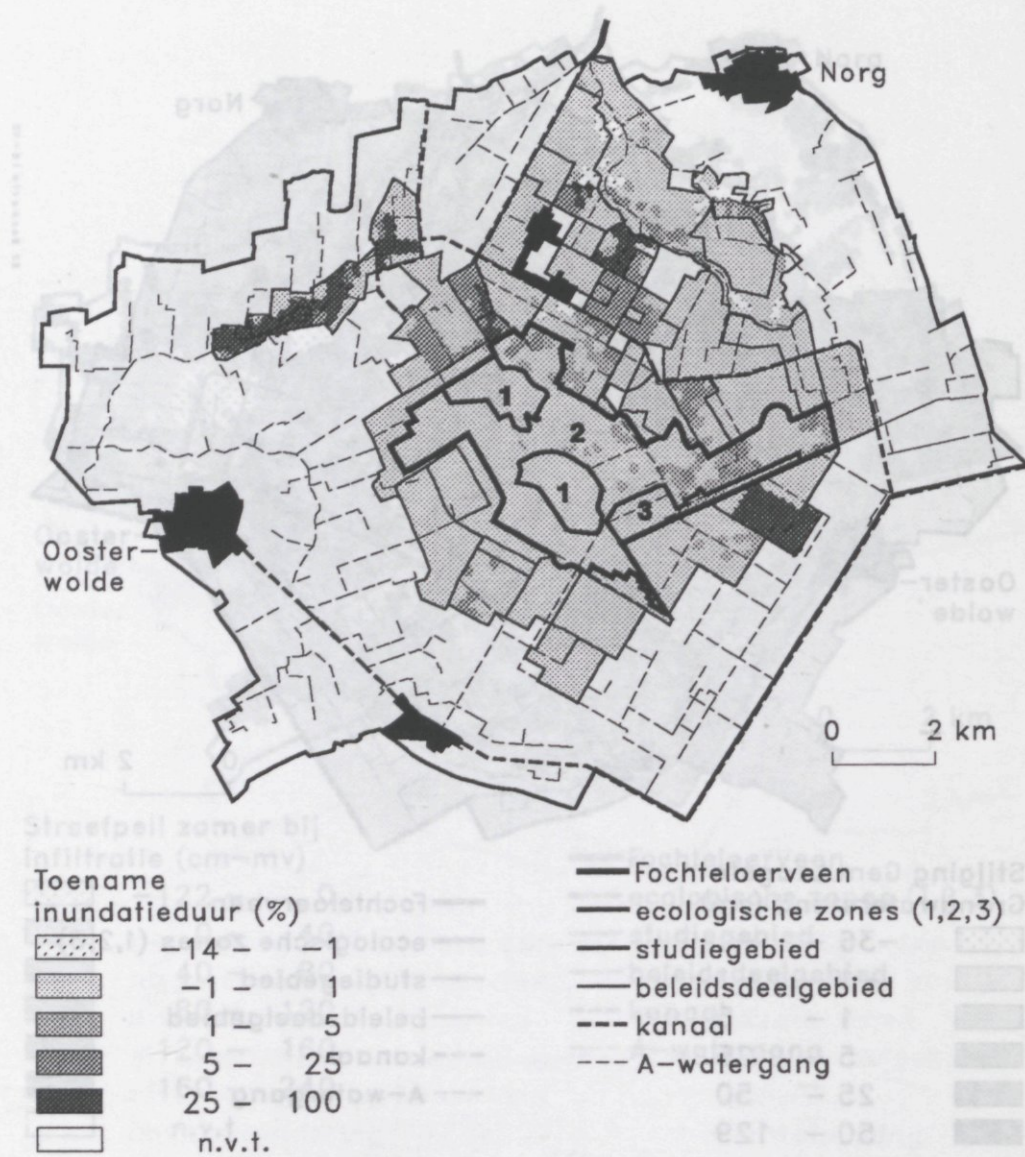 Norg
1
2
1
3
Ooster-
wolde
0 2 km
Toename
inundatieduur (%)
-14 - -1
-1 - 1
1 - 5
5 - 25
25 - 100
n.v.t.
Fochteloerveen
ecologische zones (1,2,3)
studiegebied
beleidsdeelgebied
kanaal
A-watergang